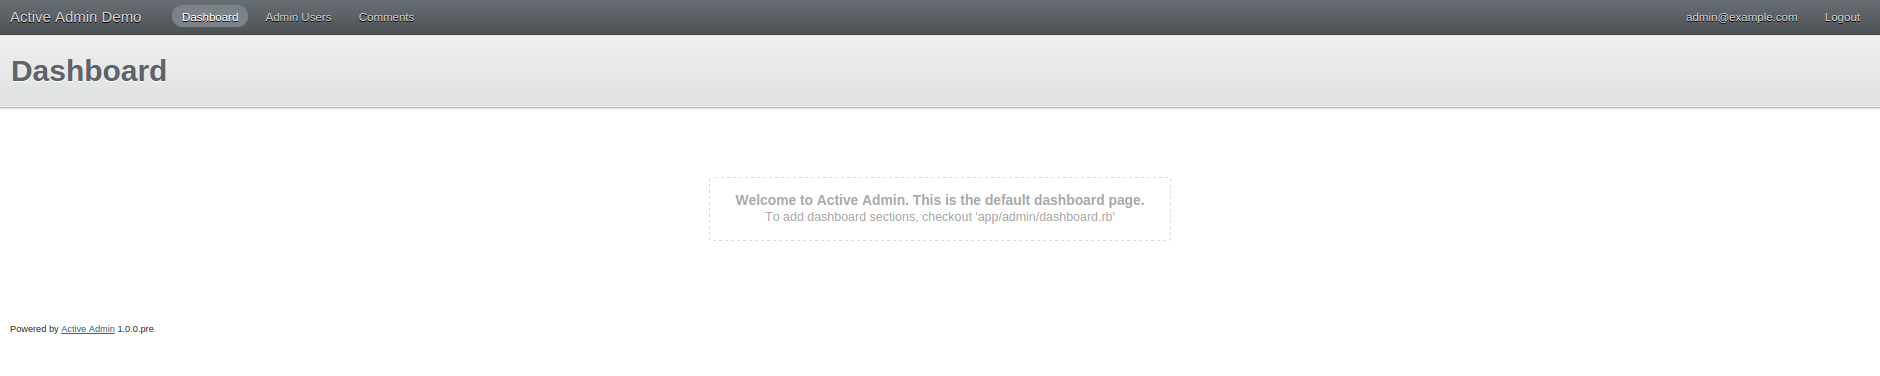 Active Admin Demo Dashboard Admin Users Comments admin@example.com Logout
Dashboard
Welcome to Active Admin. This is the default dashboard page.
To add dashboard sections, checkout 'app/admin/dashboard.rb'
Powered by Active Admin 1.0.0.pre